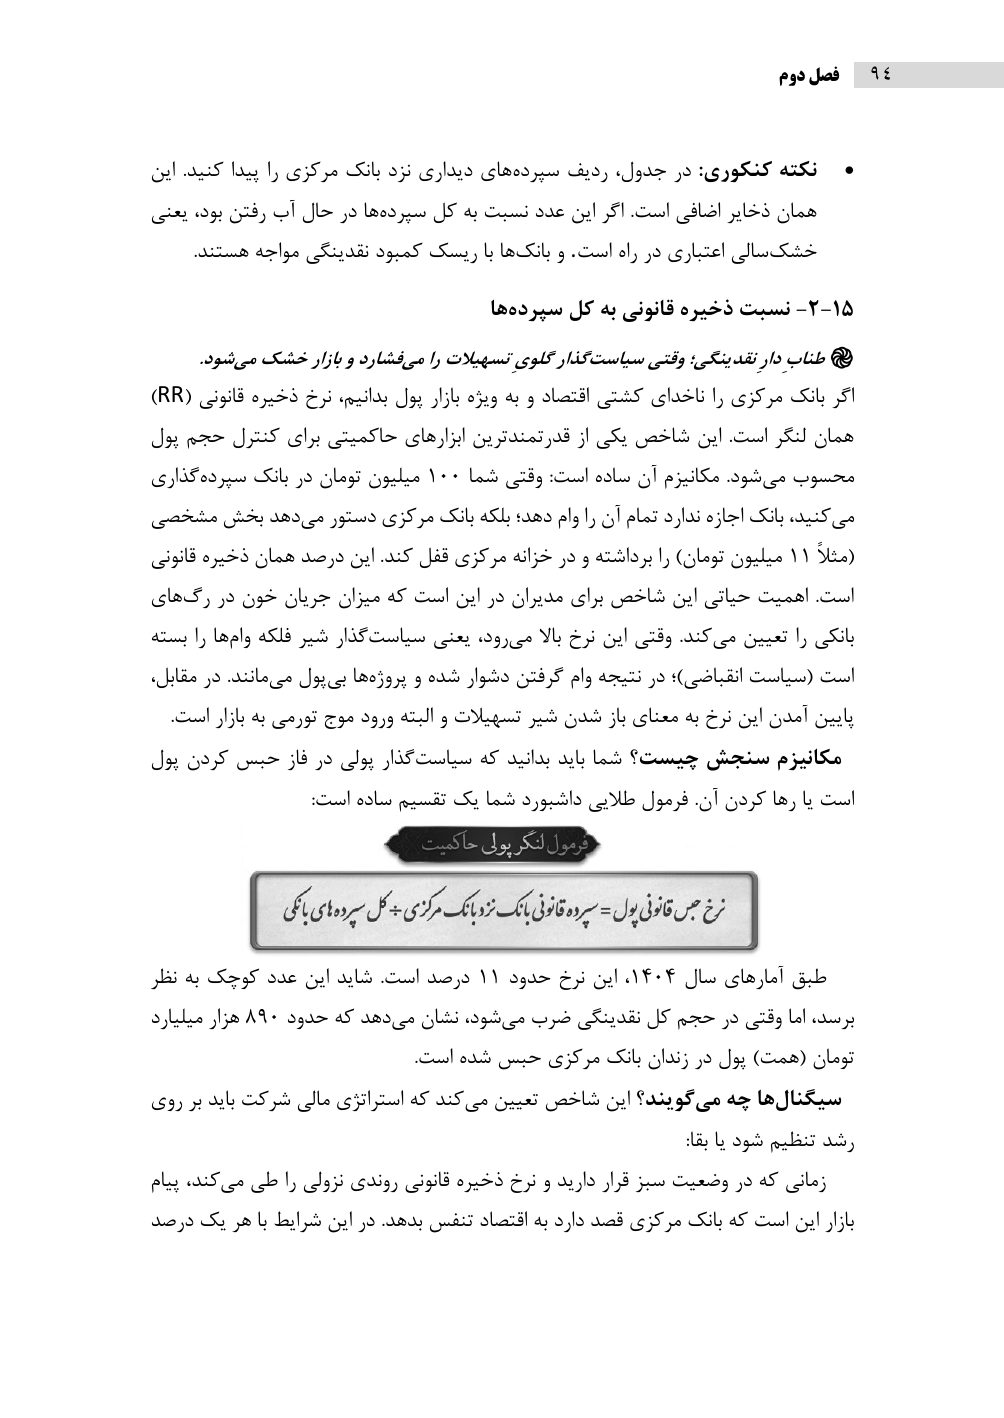 ۹۴ فصل دوم
• نکته کنکوری: در جدول، ردیف سپرده‌های دیداری نزد بانک مرکزی را پیدا کنید. این
همان ذخایر اضافی است. اگر این عدد نسبت به کل سپرده‌ها در حال آب رفتن بود، یعنی
خشک‌سالی اعتباری در راه است. و بانک‌ها با ریسک کمبود نقدینگی مواجه هستند.
۲-۱۵- نسبت ذخیره قانونی به کل سپرده‌ها
طنابِ دارِ نقدینگی؛ وقتی سیاست‌گذار گلویِ تسهیلات را می‌فشارد و بازار خشک می‌شود.
اگر بانک مرکزی را ناخدای کشتی اقتصاد و به ویژه بازار پول بدانیم، نرخ ذخیره قانونی (RR)
همان لنگر است. این شاخص یکی از قدرتمندترین ابزارهای حاکمیتی برای کنترل حجم پول
محسوب می‌شود. مکانیزم آن ساده است: وقتی شما ۱۰۰ میلیون تومان در بانک سپرده‌گذاری
می‌کنید، بانک اجازه ندارد تمام آن را وام دهد؛ بلکه بانک مرکزی دستور می‌دهد بخش مشخصی
(مثلاً ۱۱ میلیون تومان) را برداشته و در خزانه مرکزی قفل کند. این درصد همان ذخیره قانونی
است. اهمیت حیاتی این شاخص برای مدیران در این است که میزان جریان خون در رگ‌های
بانکی را تعیین می‌کند. وقتی این نرخ بالا می‌رود، یعنی سیاست‌گذار شیر فلکه وام‌ها را بسته
است (سیاست انقباضی)؛ در نتیجه وام گرفتن دشوار شده و پروژه‌ها بی‌پول می‌مانند. در مقابل،
پایین آمدن این نرخ به معنای باز شدن شیر تسهیلات و البته ورود موج تورمی به بازار است.
مکانیزم سنجش چیست؟ شما باید بدانید که سیاست‌گذار پولی در فاز حبس کردن پول
است یا رها کردن آن. فرمول طلایی داشبورد شما یک تقسیم ساده است:
فرمول لنگر پولی حاکمیت
نرخ حبس قانونی پول = سپرده قانونی بانک نزد بانک مرکزی ÷ کل سپرده‌های بانکی
طبق آمارهای سال ۱۴۰۴، این نرخ حدود ۱۱ درصد است. شاید این عدد کوچک به نظر
برسد، اما وقتی در حجم کل نقدینگی ضرب می‌شود، نشان می‌دهد که حدود ۸۹۰ هزار میلیارد
تومان (همت) پول در زندان بانک مرکزی حبس شده است.
سیگنال‌ها چه می‌گویند؟ این شاخص تعیین می‌کند که استراتژی مالی شرکت باید بر روی
رشد تنظیم شود یا بقا:
زمانی که در وضعیت سبز قرار دارید و نرخ ذخیره قانونی روندی نزولی را طی می‌کند، پیام
بازار این است که بانک مرکزی قصد دارد به اقتصاد تنفس بدهد. در این شرایط با هر یک درصد